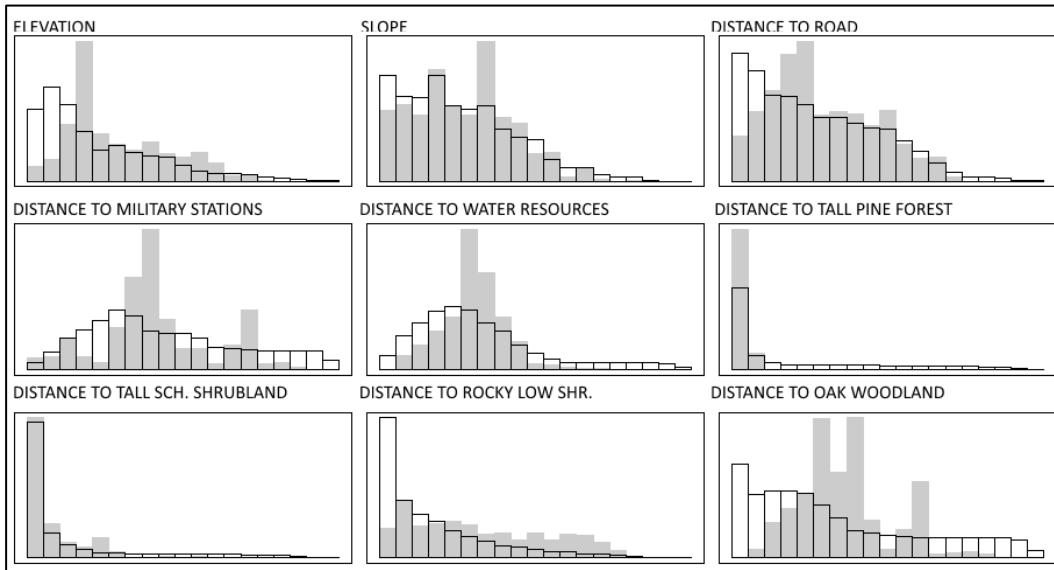 ELEVATION
SLOPE
DISTANCE TO ROAD
DISTANCE TO MILITARY STATIONS
DISTANCE TO WATER RESOURCES
DISTANCE TO TALL PINE FOREST
DISTANCE TO TALL SCH. SHRUBLAND
DISTANCE TO ROCKY LOW SHR.
DISTANCE TO OAK WOODLAND